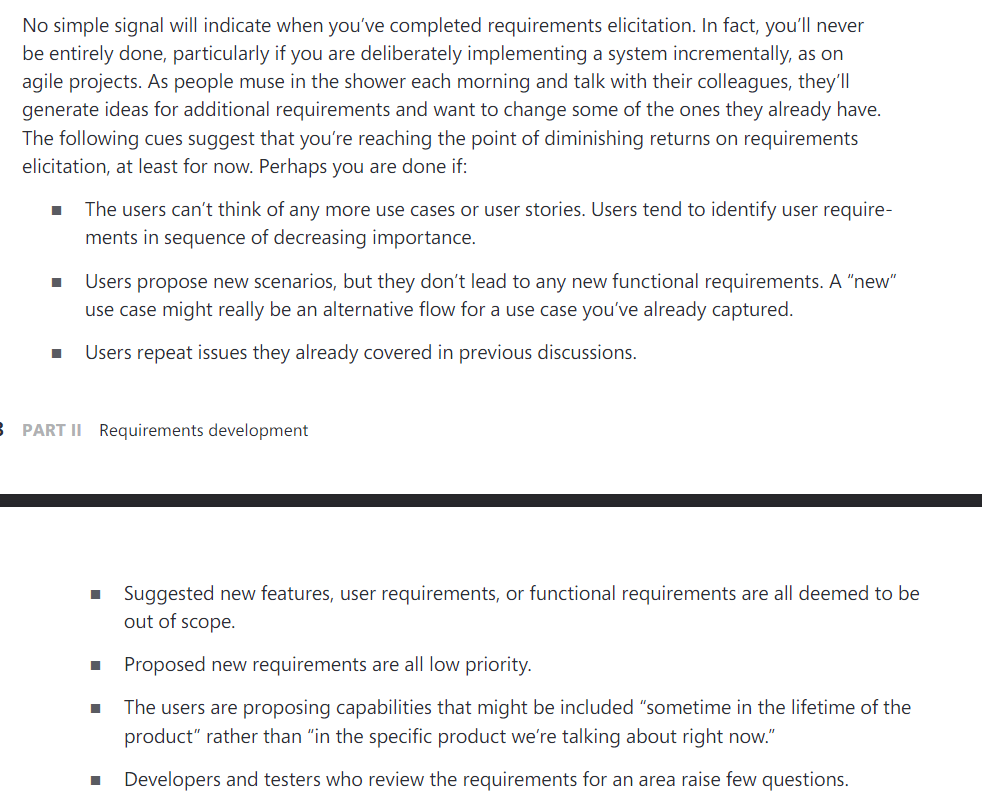 No simple signal will indicate when you’ve completed requirements elicitation. In fact, you’ll never
be entirely done, particularly if you are deliberately implementing a system incrementally, as on
agile projects. As people muse in the shower each morning and talk with their colleagues, they’ll
generate ideas for additional requirements and want to change some of the ones they already have.
The following cues suggest that you’re reaching the point of diminishing returns on requirements
elicitation, at least for now. Perhaps you are done if:
■ The users can’t think of any more use cases or user stories. Users tend to identify user require-
ments in sequence of decreasing importance.
■ Users propose new scenarios, but they don’t lead to any new functional requirements. A “new”
use case might really be an alternative flow for a use case you’ve already captured.
■ Users repeat issues they already covered in previous discussions.
PART II Requirements development
■ Suggested new features, user requirements, or functional requirements are all deemed to be
out of scope.
■ Proposed new requirements are all low priority.
■ The users are proposing capabilities that might be included “sometime in the lifetime of the
product” rather than “in the specific product we’re talking about right now.”
■ Developers and testers who review the requirements for an area raise few questions.